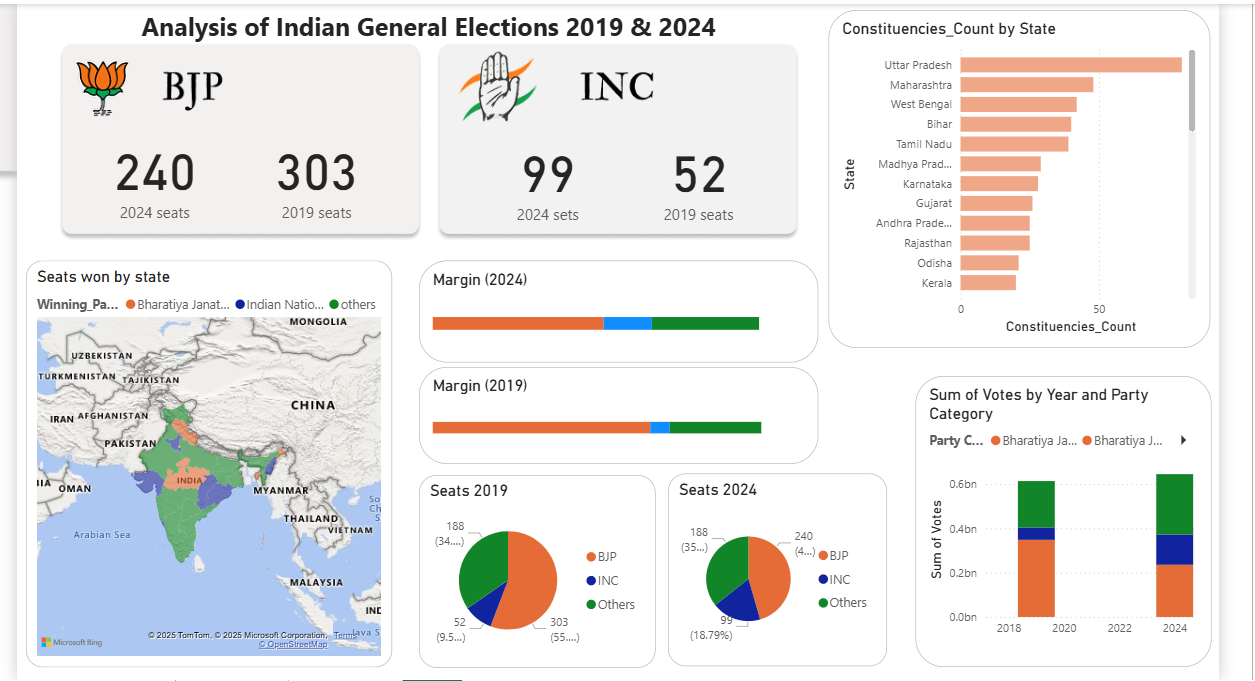 Analysis of Indian General Elections 2019 & 2024
BJP
240
303
2024 seats
2019 seats
INC
99
52
2024 sets
2019 seats
Constituencies_Count by State
State
Uttar Pradesh
Maharashtra
West Bengal
Bihar
Tamil Nadu
Madhya Prad...
Karnataka
Gujarat
Andhra Prade...
Rajasthan
Odisha
Kerala
0
50
Constituencies_Count
Seats won by state
Winning_Pa...
Bharatiya Janat...
Indian Natio...
others
MONGOLIA
UZBEKISTAN
TURKMENISTAN
TAJIKISTAN
CHINA
IRAN
AFGHANISTAN
PAKISTAN
INDIA
OMAN
MYANMAR
Arabian Sea
THAILAND
VIETNAM
MALAYSIA
Microsoft Bing
© 2025 TomTom, © 2025 Microsoft Corporation, Terms
© OpenStreetMap
Margin (2024)
Margin (2019)
Seats 2019
188
(34....)
52
(9.5...)
303
(55....)
BJP
INC
Others
Seats 2024
188
(35...)
240
(4...)
99
(18.79%)
BJP
INC
Others
Sum of Votes by Year and Party
Category
Party C...
Bharatiya Ja...
Bharatiya J...
Sum of Votes
0.6bn
0.4bn
0.2bn
0.0bn
2018
2020
2022
2024